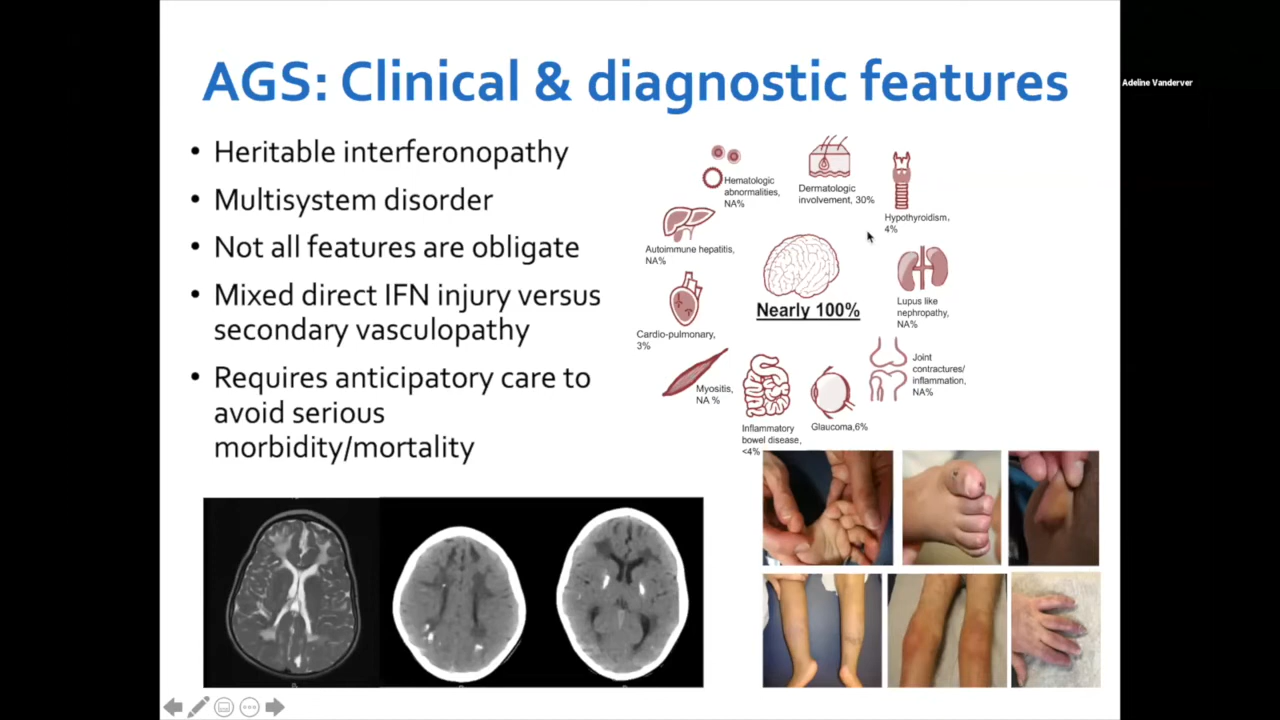 AGS: Clinical & diagnostic features
Adeline Vanderver
• Heritable interferonopathy
• Multisystem disorder
• Not all features are obligate
• Mixed direct IFN injury versus
secondary vasculopathy
• Requires anticipatory care to
avoid serious
morbidity/mortality
Hematologic
abnormalities,
NA%
Dermatologic
involvement, 30%
Hypothyroidism,
4%
Autoimmune hepatitis,
NA%
Nearly 100%
Lupus like
nephropathy,
NA%
Cardio-pulmonary,
3%
Joint
contractures/
inflammation,
NA%
Myositis,
NA %
Inflammatory
bowel disease,
<4%
Glaucoma,6%